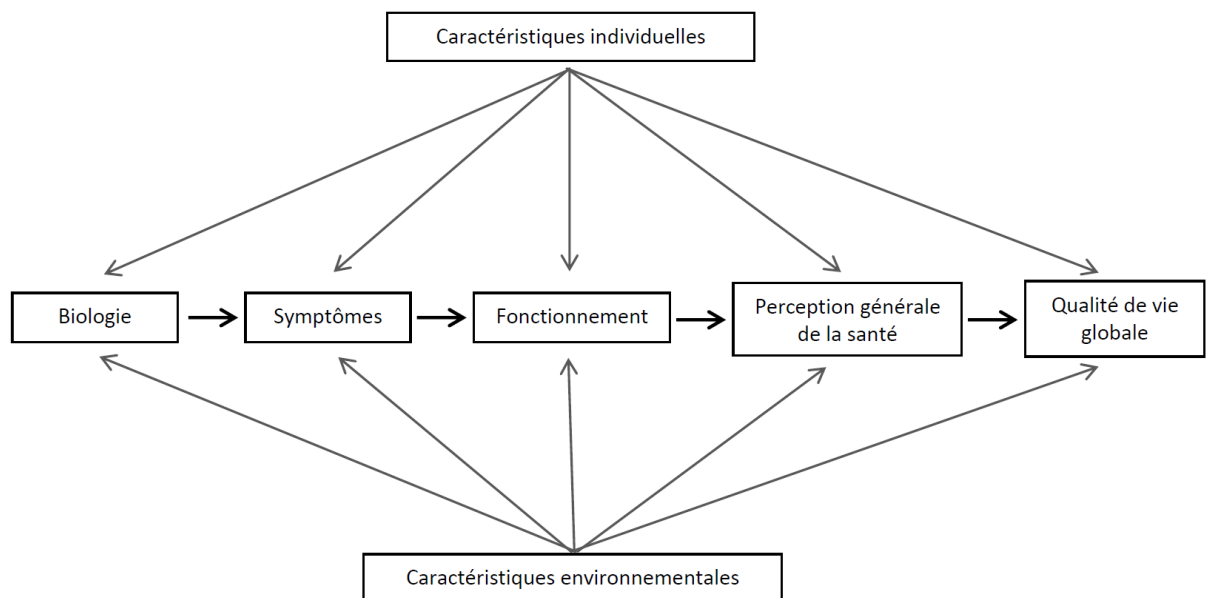 Caractéristiques individuelles
Biologie
Symptômes
Fonctionnement
Perception générale
de la santé
Qualité de vie
globale
Caractéristiques environnementales